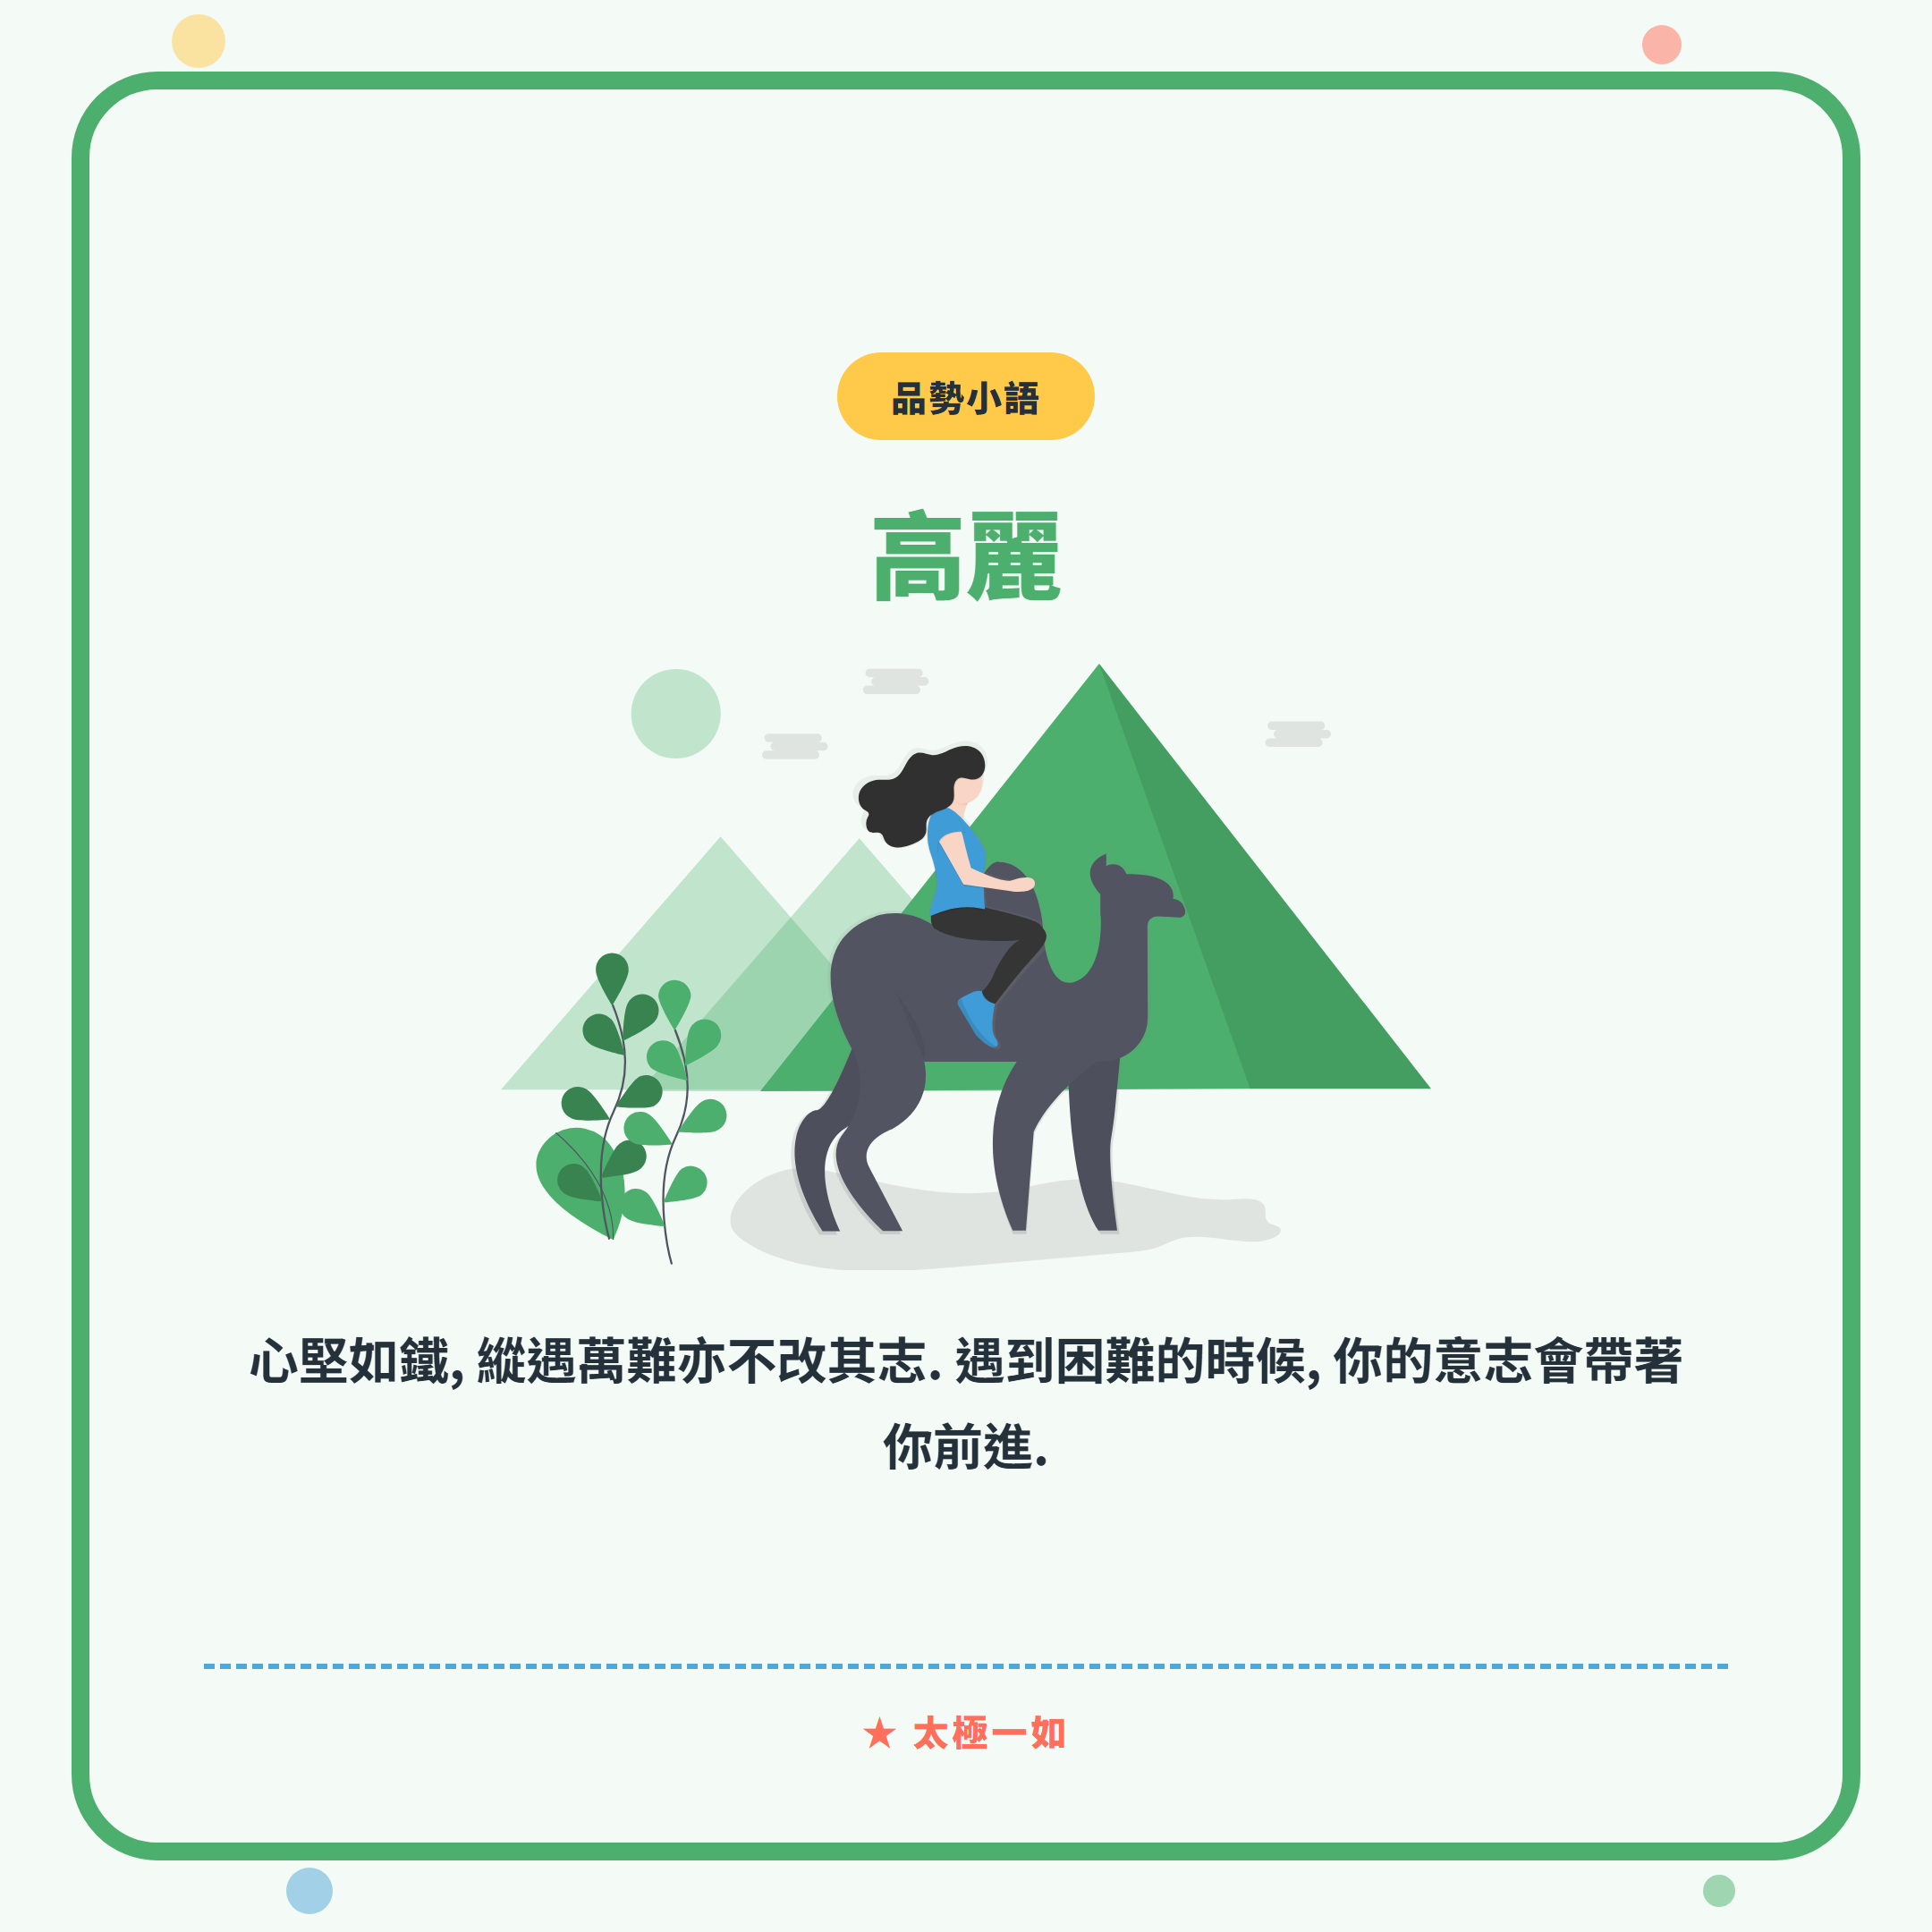 品勢小語
高麗
心堅如鐵, 縱遇萬難亦不改其志. 遇到困難的時候, 你的意志會帶著
你前進.
★ 太極一如